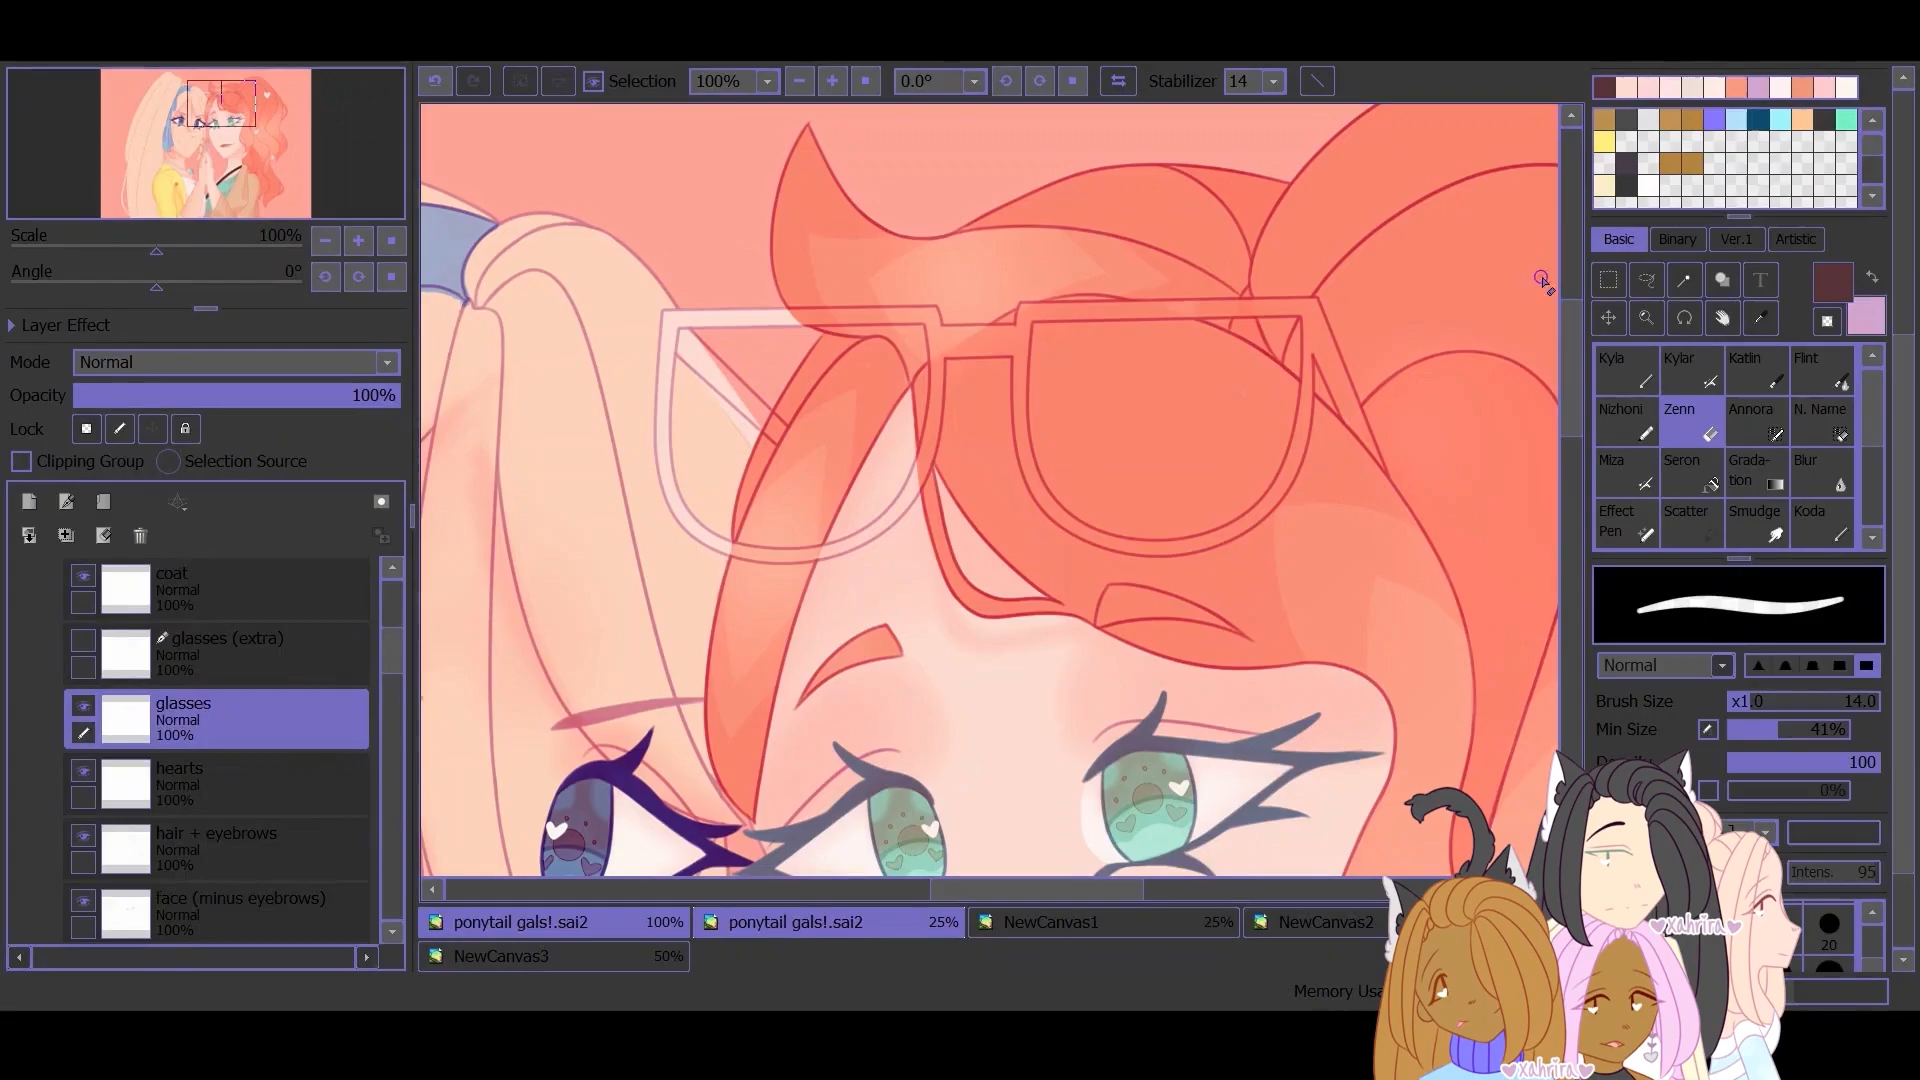 Selection 100% 0.0° Stabilizer 14
Scale 100%
Angle 0°
Layer Effect
Mode Normal
Opacity 100%
Lock
Clipping Group Selection Source
coat
Normal
100%
glasses (extra)
Normal
100%
glasses
Normal
100%
hearts
Normal
100%
hair + eyebrows
Normal
100%
face (minus eyebrows)
Normal
100%
ponytail gals!.sai2 100%
ponytail gals!.sai2 25%
NewCanvas1 25%
NewCanvas2
NewCanvas3 50%
Memory Usa
Basic Binary Ver.1 Artistic
T
Kyla Kylar Katlin Flint
Nizhoni Zenn Annora N. Name
Miza Seron Grada-
tion Blur
Effect
Pen Scatter Smudge Koda
Normal
Brush Size x1.0 14.0
Min Size 41%
100
0%
Intens. 95
20
xahrira
xahrira